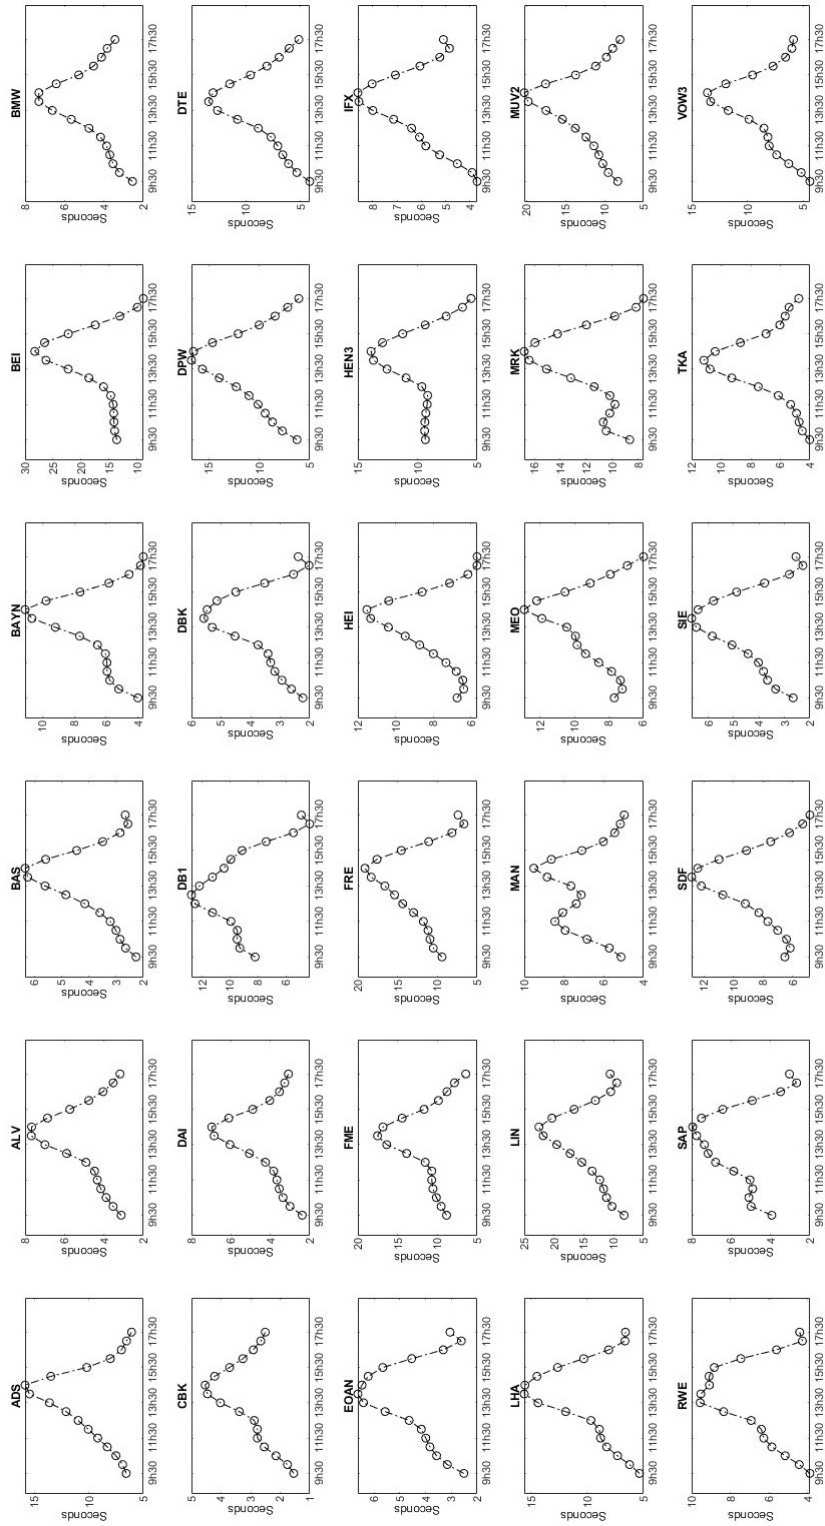 ADS
15
10
5
Seconds
9h30 11h30 13h30 15h30 17h30
ALV
8
6
4
2
Seconds
9h30 11h30 13h30 15h30 17h30
BAS
6
5
4
3
2
Seconds
9h30 11h30 13h30 15h30 17h30
BAYN
10
8
6
4
Seconds
9h30 11h30 13h30 15h30 17h30
BEI
30
25
20
15
10
Seconds
9h30 11h30 13h30 15h30 17h30
BMW
8
6
4
2
Seconds
9h30 11h30 13h30 15h30 17h30
CBK
5
4
3
2
1
Seconds
9h30 11h30 13h30 15h30 17h30
DAI
8
6
4
2
Seconds
9h30 11h30 13h30 15h30 17h30
DB1
12
10
8
6
Seconds
9h30 11h30 13h30 15h30 17h30
DBK
6
5
4
3
2
Seconds
9h30 11h30 13h30 15h30 17h30
DPW
15
10
5
Seconds
9h30 11h30 13h30 15h30 17h30
DTE
15
10
5
Seconds
9h30 11h30 13h30 15h30 17h30
EOAN
6
5
4
3
2
Seconds
9h30 11h30 13h30 15h30 17h30
FME
20
15
10
5
Seconds
9h30 11h30 13h30 15h30 17h30
FRE
20
15
10
5
Seconds
9h30 11h30 13h30 15h30 17h30
HEI
12
10
8
6
Seconds
9h30 11h30 13h30 15h30 17h30
HEN3
15
10
5
Seconds
9h30 11h30 13h30 15h30 17h30
IFX
8
7
6
5
4
Seconds
9h30 11h30 13h30 15h30 17h30
LHA
15
10
5
Seconds
9h30 11h30 13h30 15h30 17h30
LIN
25
20
15
10
5
Seconds
9h30 11h30 13h30 15h30 17h30
MAN
10
8
6
4
Seconds
9h30 11h30 13h30 15h30 17h30
MEO
12
10
8
6
Seconds
9h30 11h30 13h30 15h30 17h30
MRK
16
14
12
10
8
Seconds
9h30 11h30 13h30 15h30 17h30
MUV2
20
15
10
5
Seconds
9h30 11h30 13h30 15h30 17h30
RWE
10
8
6
4
Seconds
9h30 11h30 13h30 15h30 17h30
SAP
8
6
4
2
Seconds
9h30 11h30 13h30 15h30 17h30
SDF
12
10
8
6
Seconds
9h30 11h30 13h30 15h30 17h30
SIE
6
5
4
3
2
Seconds
9h30 11h30 13h30 15h30 17h30
TKA
12
10
8
6
4
Seconds
9h30 11h30 13h30 15h30 17h30
VOW3
15
10
5
Seconds
9h30 11h30 13h30 15h30 17h30